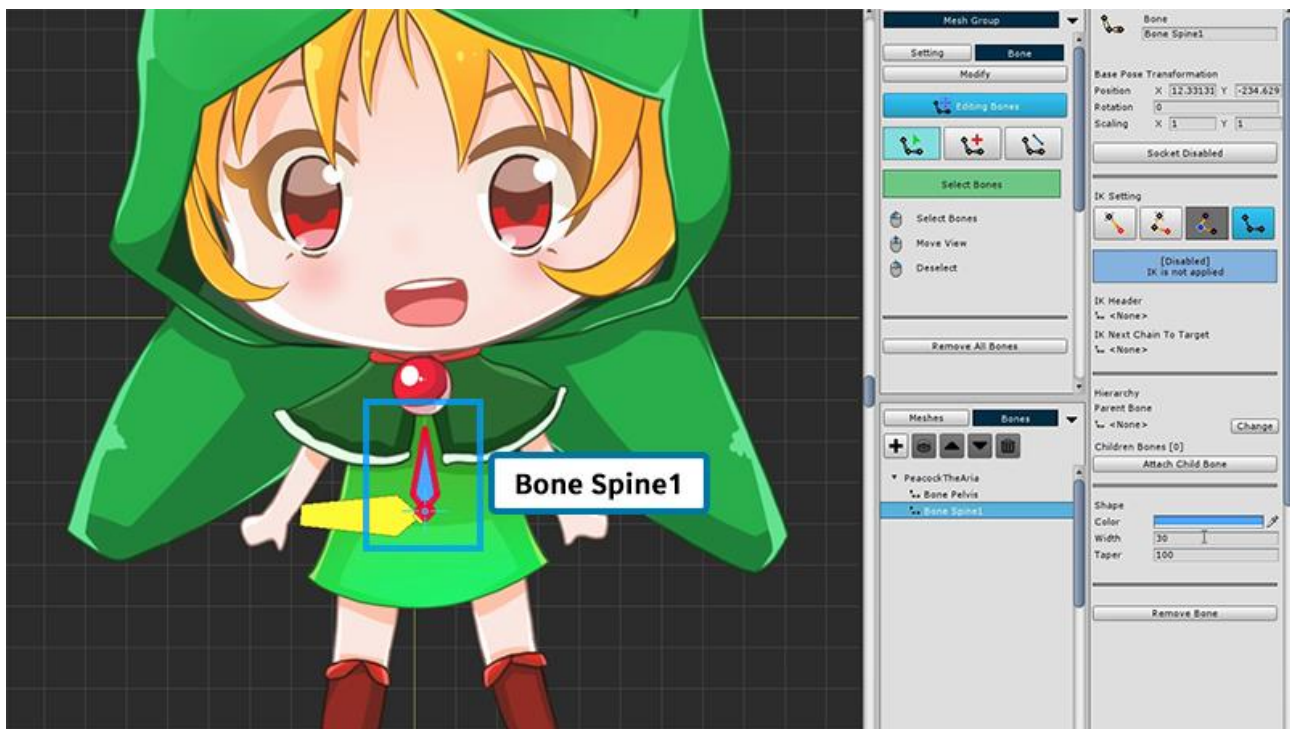 Bone Spine1
Mesh Group
Setting
Bone
Modify
Editing Bones
Select Bones
Select Bones
Move View
Deselect
Remove All Bones
Meshes
Bones
PeacockTheAria
Bone Pelvis
Bone Spine1
Bone
Bone Spine1
Base Pose Transformation
Position X 12.33131 Y -234.629
Rotation 0
Scaling X 1 Y 1
Socket Disabled
IK Setting
[Disabled]
IK is not applied
IK Header
<None>
IK Next Chain To Target
<None>
Hierarchy
Parent Bone
<None> Change
Children Bones [0]
Attach Child Bone
Shape
Color
Width 30
Taper 100
Remove Bone